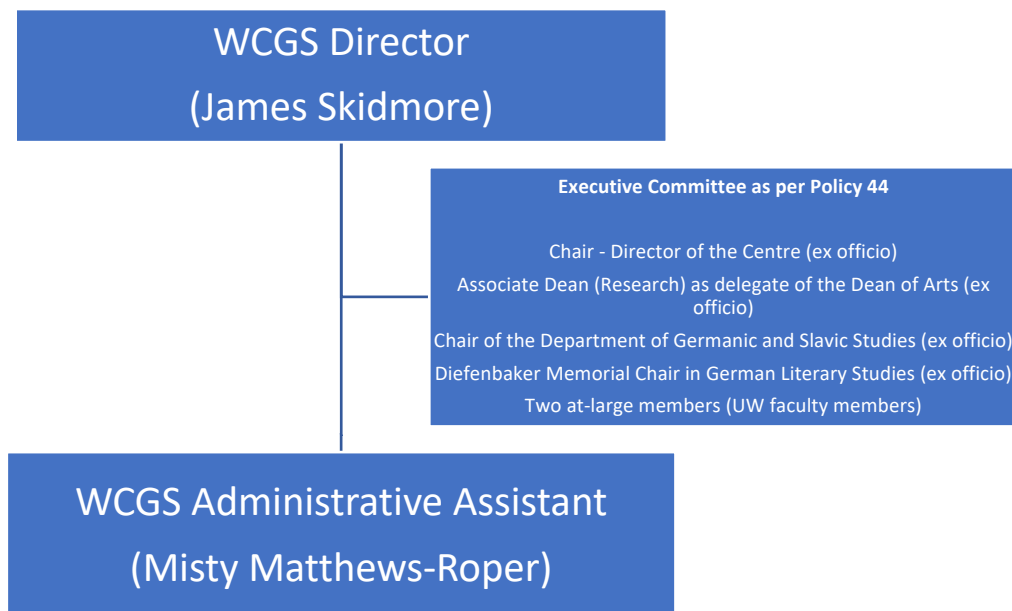 WCGS Director
(James Skidmore)
Executive Committee as per Policy 44
Chair - Director of the Centre (ex officio)
Associate Dean (Research) as delegate of the Dean of Arts (ex
officio)
Chair of the Department of Germanic and Slavic Studies (ex officio)
Diefenbaker Memorial Chair in German Literary Studies (ex officio)
Two at-large members (UW faculty members)
WCGS Administrative Assistant
(Misty Matthews-Roper)